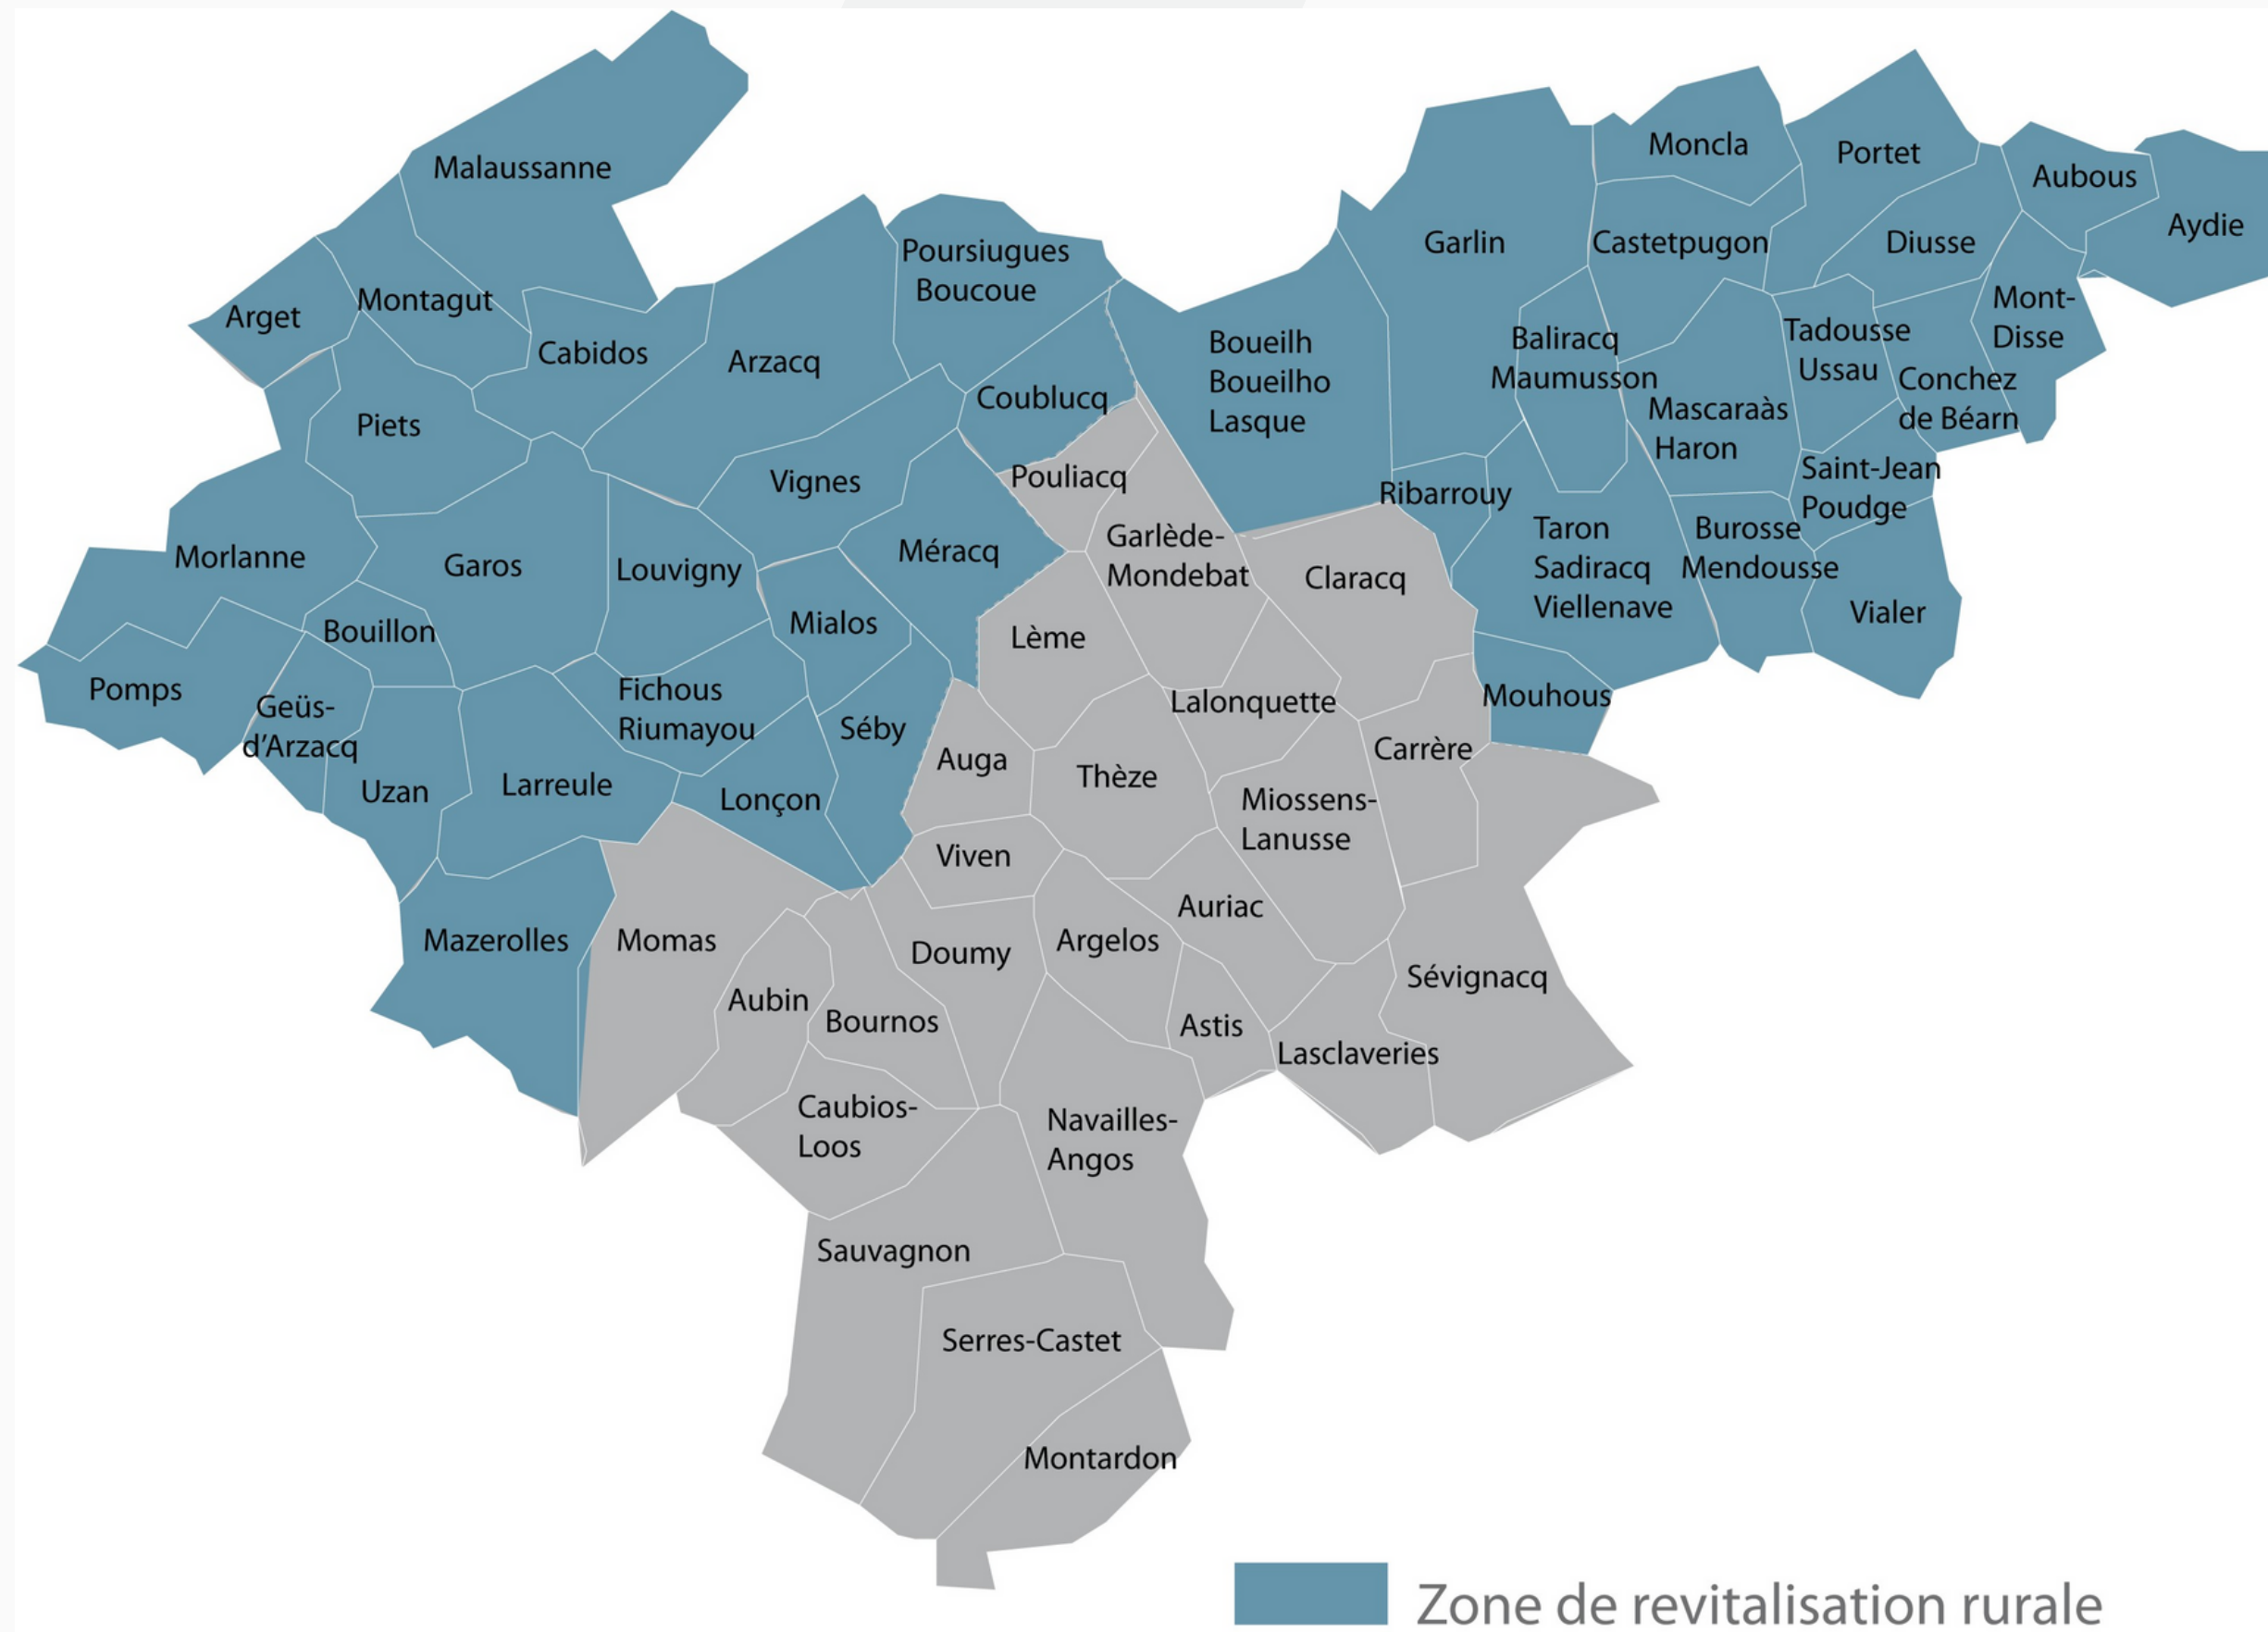 Malaussanne
Moncla
Portet
Aubous
Aydie
Garlin
Castetpugon
Diusse
Poursiugues
Boucoue
Arget
Montagut
Cabidos
Arzacq
Boueilh
Boueilho
Lasque
Baliracq
Maumusson
Tadousse
Ussau
Mont-
Disse
Conchez
de Béarn
Piets
Coublucq
Mascaraàs
Haron
Vignes
Pouliacq
Ribarrouy
Saint-Jean
Poudge
Morlanne
Garos
Louvigny
Méracq
Garlède-
Mondebat
Claracq
Taron
Sadiracq
Viellenave
Burosse
Mendousse
Vialer
Bouillon
Mialos
Lème
Pomps
Geüs-
d'Arzacq
Fichous
Riumayou
Séby
Lalonquette
Mouhous
Uzan
Larreule
Lonçon
Auga
Thèze
Carrère
Miossens-
Lanusse
Viven
Auriac
Mazerolles
Momas
Doumy
Argelos
Sévignacq
Aubin
Bournos
Astis
Lasclaveries
Caubios-
Loos
Navailles-
Angos
Sauvagnon
Serres-Castet
Montardon
Zone de revitalisation rurale